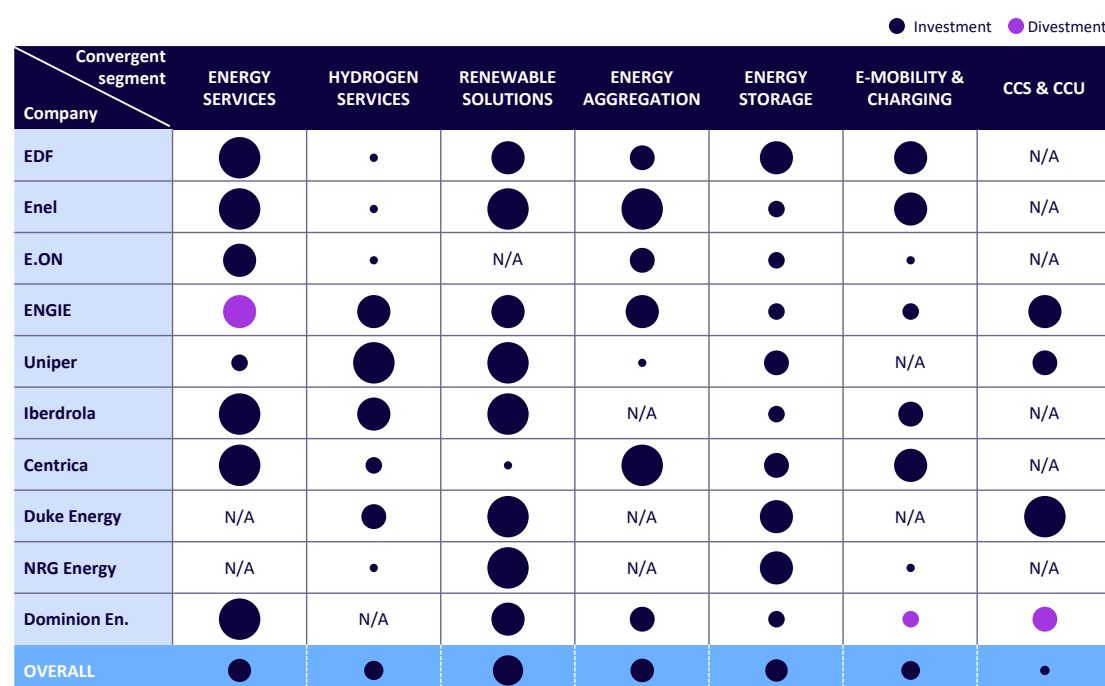 Investment Divestment
Convergent
segment
Company
ENERGY
SERVICES
HYDROGEN
SERVICES
RENEWABLE
SOLUTIONS
ENERGY
AGGREGATION
ENERGY
STORAGE
E-MOBILITY &
CHARGING
CCS & CCU
EDF N/A
Enel N/A
E.ON N/A N/A
ENGIE
Uniper N/A
Iberdrola N/A N/A
Centrica N/A
Duke Energy N/A N/A N/A
NRG Energy N/A N/A N/A
Dominion En. N/A
OVERALL